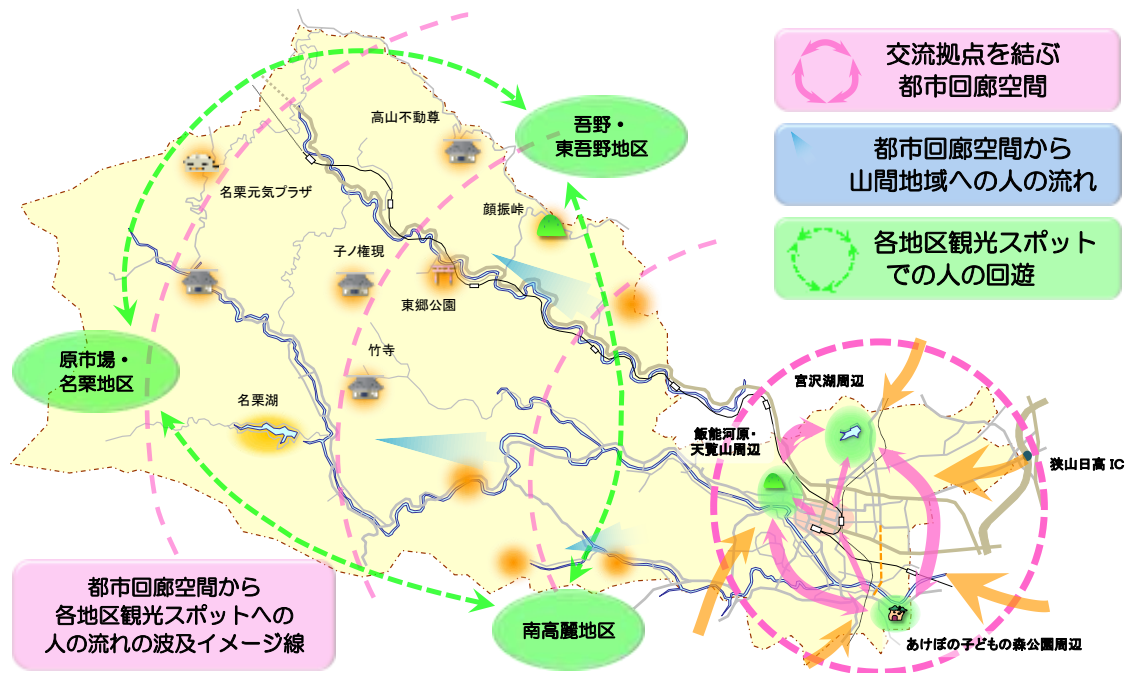 交流拠点を結ぶ
都市回廊空間
都市回廊空間から
山間地域への人の流れ
各地区観光スポット
での人の回遊
高山不動尊
吾野・
東吾野地区
名栗元気プラザ
顔振峠
子ノ権現
東郷公園
原市場・
名栗地区
竹寺
名栗湖
宮沢湖周辺
飯能河原・
天覧山周辺
狭山日高IC
都市回廊空間から
各地区観光スポットへの
人の流れの波及イメージ線
南高麗地区
あけぼの子どもの森公園周辺